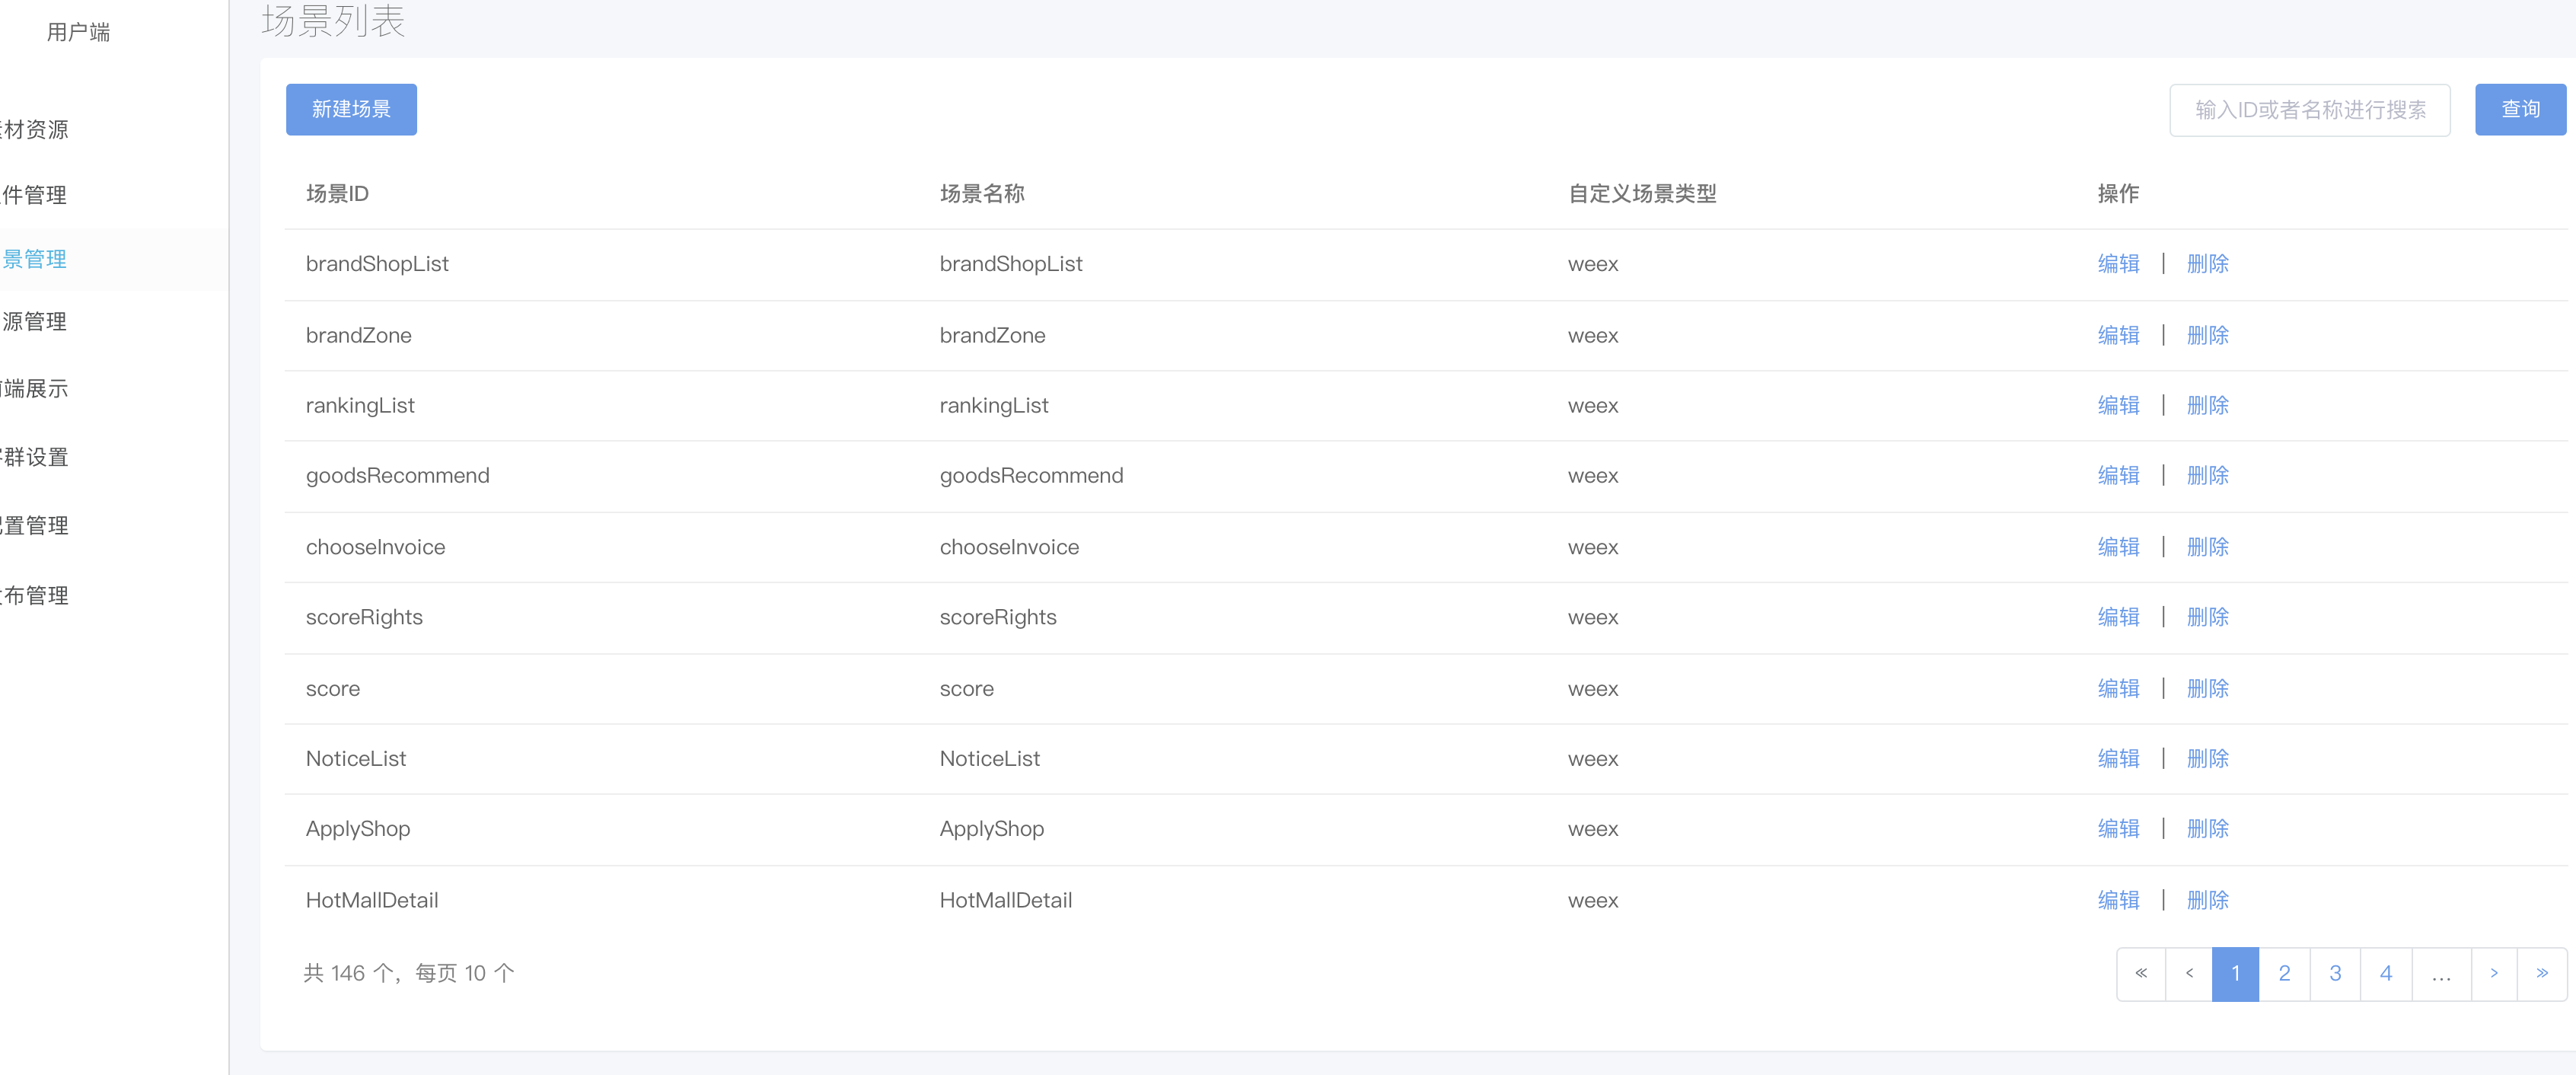 场景列表
用户端
新建场景
输入ID或者名称进行搜索
查询
材资源
件管理
景管理
源管理
端展示
群设置
置管理
布管理
场景ID 场景名称 自定义场景类型 操作
brandShopList brandShopList weex 编辑 | 删除
brandZone brandZone weex 编辑 | 删除
rankingList rankingList weex 编辑 | 删除
goodsRecommend goodsRecommend weex 编辑 | 删除
chooseInvoice chooseInvoice weex 编辑 | 删除
scoreRights scoreRights weex 编辑 | 删除
score score weex 编辑 | 删除
NoticeList NoticeList weex 编辑 | 删除
ApplyShop ApplyShop weex 编辑 | 删除
HotMallDetail HotMallDetail weex 编辑 | 删除
共 146 个，每页 10 个
« ‹ 1 2 3 4 ... › »